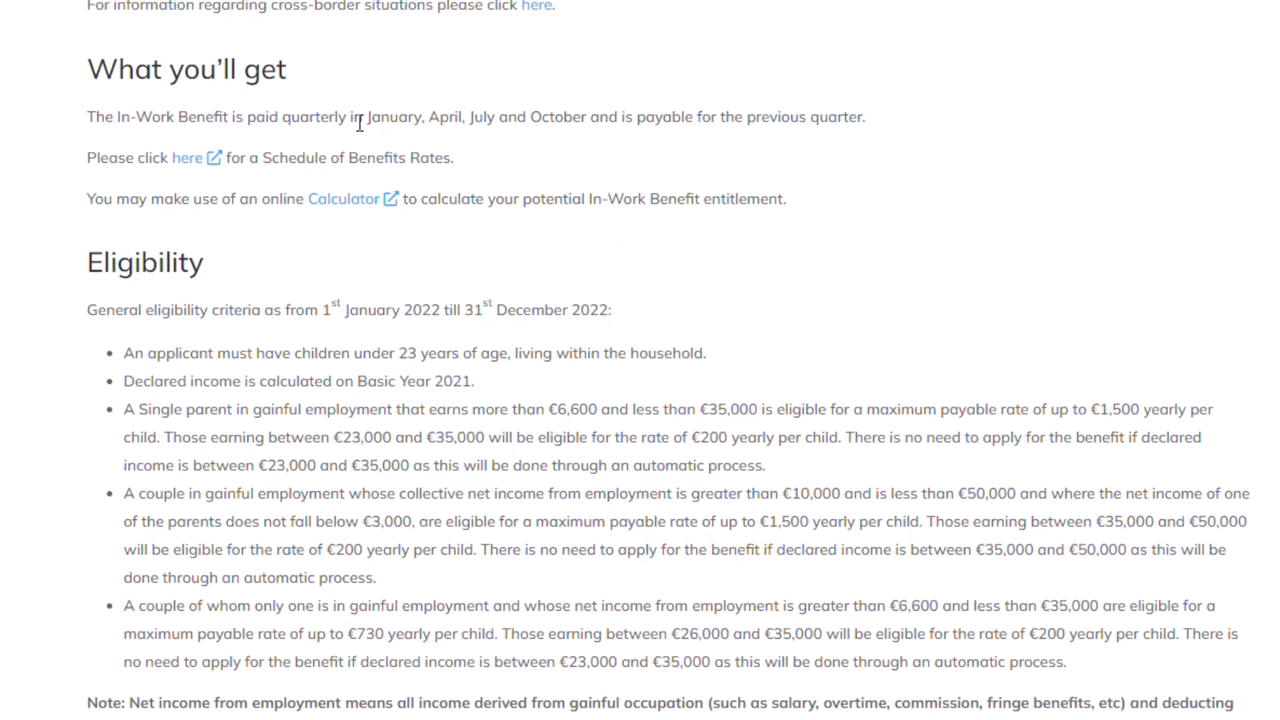 For information regarding cross-border situations please click here.
What you’ll get
The In-Work Benefit is paid quarterly in January, April, July and October and is payable for the previous quarter.
Please click here for a Schedule of Benefits Rates.
You may make use of an online Calculator to calculate your potential In-Work Benefit entitlement.
Eligibility
General eligibility criteria as from 1st January 2022 till 31st December 2022:
• An applicant must have children under 23 years of age, living within the household.
• Declared income is calculated on Basic Year 2021.
• A Single parent in gainful employment that earns more than €6,600 and less than €35,000 is eligible for a maximum payable rate of up to €1,500 yearly per
child. Those earning between €23,000 and €35,000 will be eligible for the rate of €200 yearly per child. There is no need to apply for the benefit if declared
income is between €23,000 and €35,000 as this will be done through an automatic process.
• A couple in gainful employment whose collective net income from employment is greater than €10,000 and is less than €50,000 and where the net income of one
of the parents does not fall below €3,000, are eligible for a maximum payable rate of up to €1,500 yearly per child. Those earning between €35,000 and €50,000
will be eligible for the rate of €200 yearly per child. There is no need to apply for the benefit if declared income is between €35,000 and €50,000 as this will be
done through an automatic process.
• A couple of whom only one is in gainful employment and whose net income from employment is greater than €6,600 and less than €35,000 are eligible for a
maximum payable rate of up to €730 yearly per child. Those earning between €26,000 and €35,000 will be eligible for the rate of €200 yearly per child. There is
no need to apply for the benefit if declared income is between €23,000 and €35,000 as this will be done through an automatic process.
Note: Net income from employment means all income derived from gainful occupation (such as salary, overtime, commission, fringe benefits, etc) and deducting